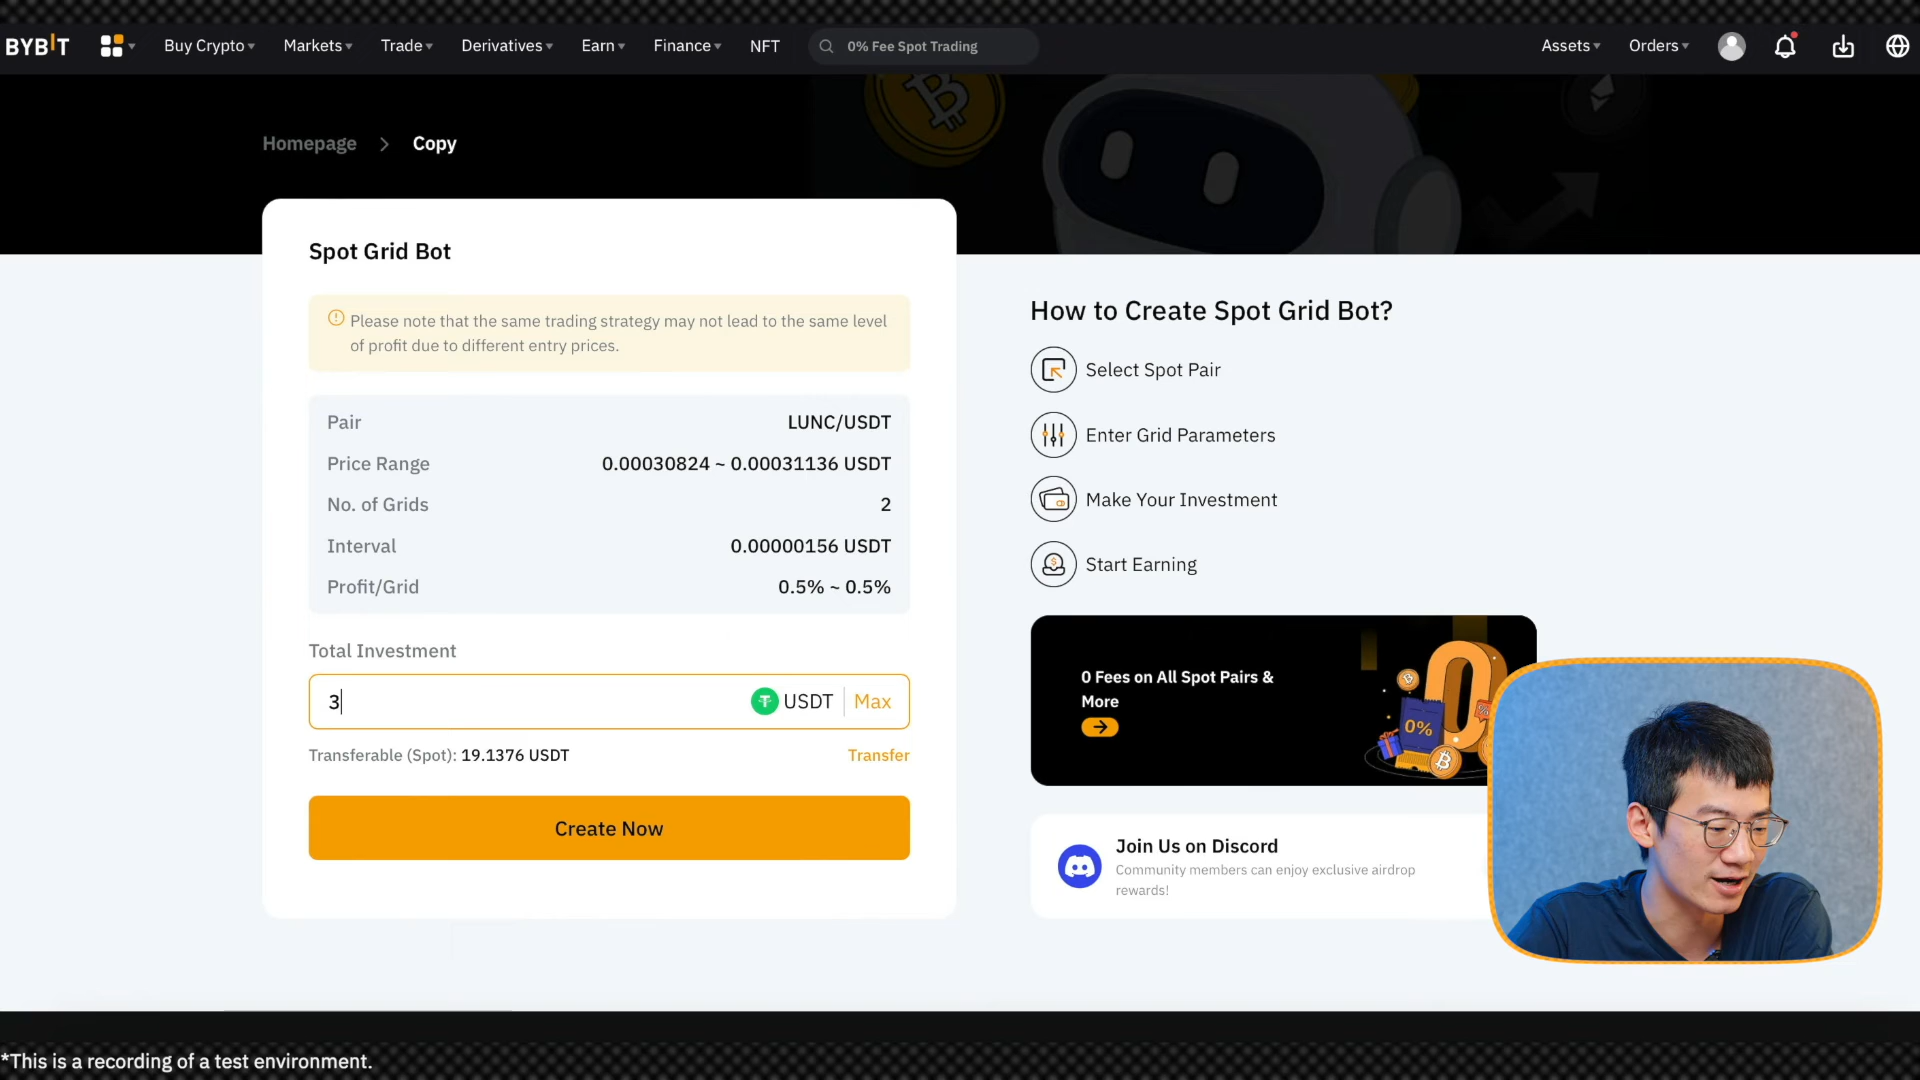 BYBIT
Buy Crypto
Markets
Trade
Derivatives
Earn
Finance
NFT
0% Fee Spot Trading
Assets
Orders
Homepage > Copy
Spot Grid Bot
Please note that the same trading strategy may not lead to the same level
of profit due to different entry prices.
Pair LUNC/USDT
Price Range 0.00030824 ~ 0.00031136 USDT
No. of Grids 2
Interval 0.00000156 USDT
Profit/Grid 0.5% ~ 0.5%
Total Investment
3 USDT Max
Transferable (Spot): 19.1376 USDT Transfer
Create Now
How to Create Spot Grid Bot?
Select Spot Pair
Enter Grid Parameters
Make Your Investment
Start Earning
0 Fees on All Spot Pairs &
More
0%
Join Us on Discord
Community members can enjoy exclusive airdrop
rewards!
*This is a recording of a test environment.